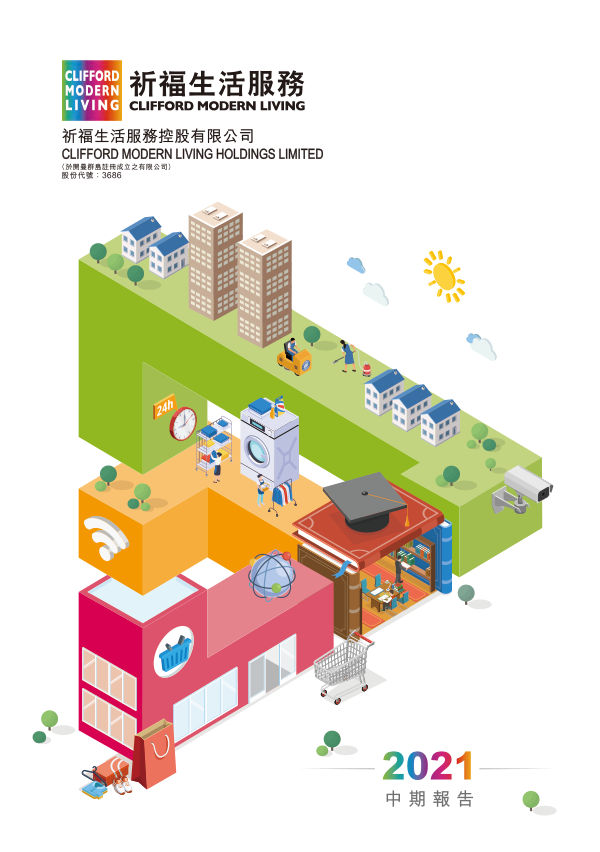 CLIFFORD
MODERN
LIVING
祈福生活服務
CLIFFORD MODERN LIVING
祈福生活服務控股有限公司
CLIFFORD MODERN LIVING HOLDINGS LIMITED
（於開曼群島註冊成立之有限公司）
股份代號：3686
24h
2021
中期報告